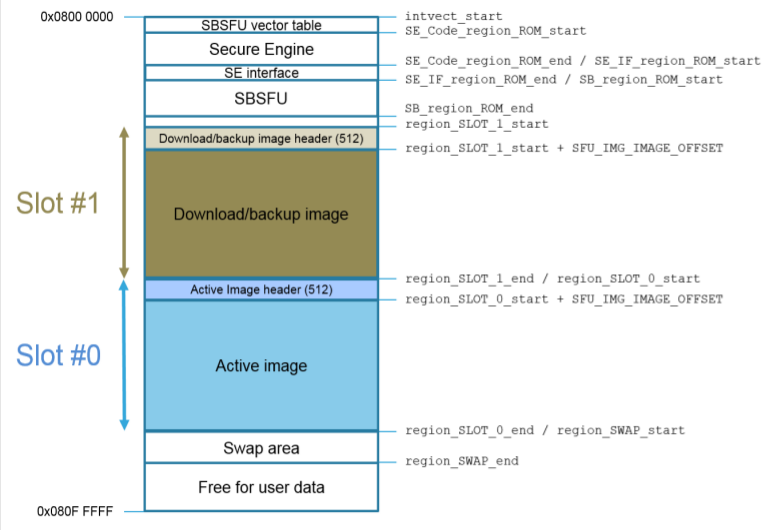 0x0800 0000
intvect_start
SBSFU vector table
SE_Code_region_ROM_start
Secure Engine
SE_Code_region_ROM_end / SE_IF_region_ROM_start
SE interface
SE_IF_region_ROM_end / SB_region_ROM_start
SBSFU
SB_region_ROM_end
region_SLOT_1_start
Download/backup image header (512)
region_SLOT_1_start + SFU_IMG_IMAGE_OFFSET
Slot #1
Download/backup image
region_SLOT_1_end / region_SLOT_0_start
Active Image header (512)
region_SLOT_0_start + SFU_IMG_IMAGE_OFFSET
Slot #0
Active image
region_SLOT_0_end / region_SWAP_start
Swap area
region_SWAP_end
Free for user data
0x080F FFFF